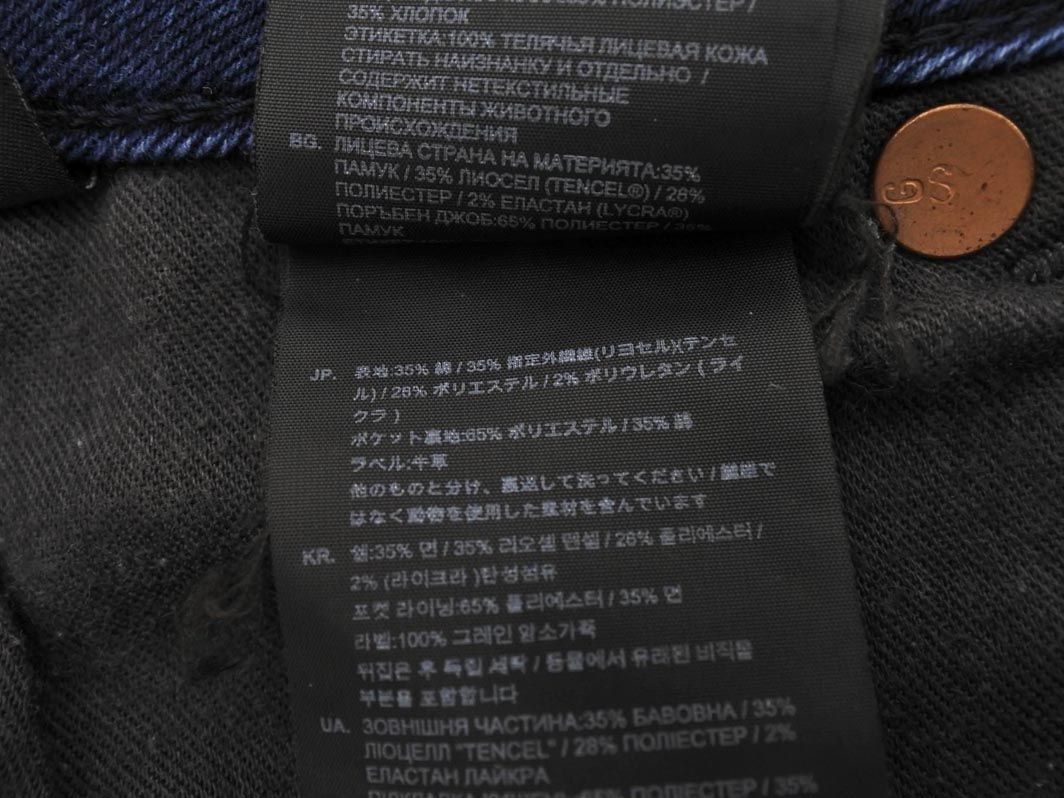 65% ПОЛИЭСТЕР /
35% ХЛОПОК
ЭТИКЕТКА:100% ТЕЛЯЧЬЯ ЛИЦЕВАЯ КОЖА
СТИРАТЬ НАИЗНАНКУ И ОТДЕЛЬНО /
СОДЕРЖИТ НЕТЕКСТИЛЬНЫЕ
КОМПОНЕНТЫ ЖИВОТНОГО
ПРОИСХОЖДЕНИЯ
BG. ЛИЦЕВА СТРАНА НА МАТЕРИЯТА:35%
ПАМУК / 35% ЛИОСЕЛ (TENCEL®) / 28%
ПОЛИЕСТЕР / 2% ЕЛАСТАН (LYCRA®)
ПОРЪБЕН ДЖОБ:65% ПОЛИЕСТЕР / 35%
ПАМУК
JP. 表地:35% 綿 / 35% 指定外繊維(リヨセル)(テンセ
ル) / 28% ポリエステル / 2% ポリウレタン ( ライ
クラ )
ポケット裏地:65% ポリエステル / 35% 綿
ラベル:牛革
他のものと分け、裏返して洗ってください / 繊維で
はなく動物を使用した素材を含んでいます
KR. 쉘:35% 면 / 35% 리오셀 텐셀 / 28% 폴리에스터 /
2% (라이크라 )탄성섬유
포켓 라이닝:65% 폴리에스터 / 35% 면
라벨:100% 그레인 암소가죽
뒤집은 후 독립 세탁 / 동물에서 유래된 비직물
부분을 포함합니다
UA. ЗОВНІШНЯ ЧАСТИНА:35% БАВОВНА / 35%
ЛІОЦЕЛЛ "TENCEL" / 28% ПОЛІЕСТЕР / 2%
ЕЛАСТАН ЛАЙКРА
65% ПОЛІЕСТЕР / 35%